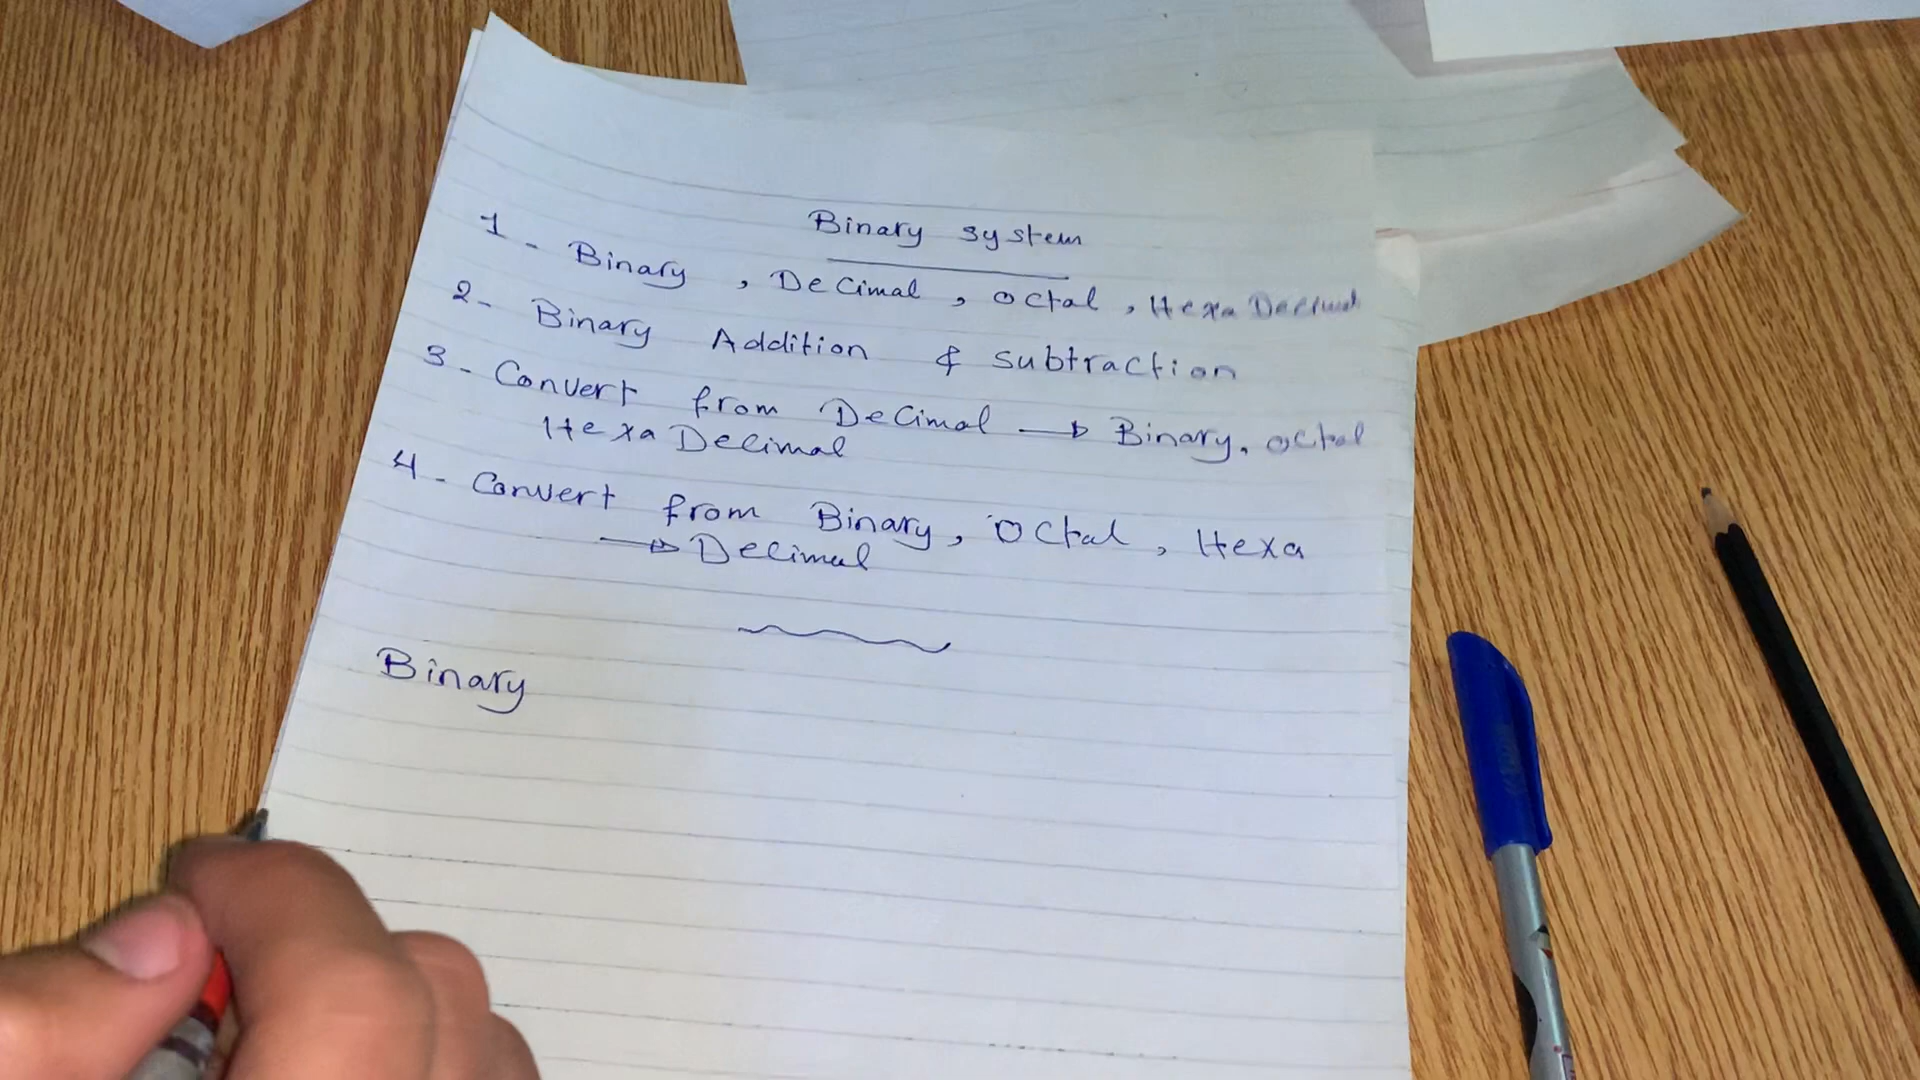 Binary system
1 - Binary , Decimal , octal , Hexa Decimal
2 - Binary Addition & subtraction
3 - Convert from Decimal → Binary, octal
Hexa Decimal
4 - Convert from Binary, Octal, Hexa
→ Decimal
Binary